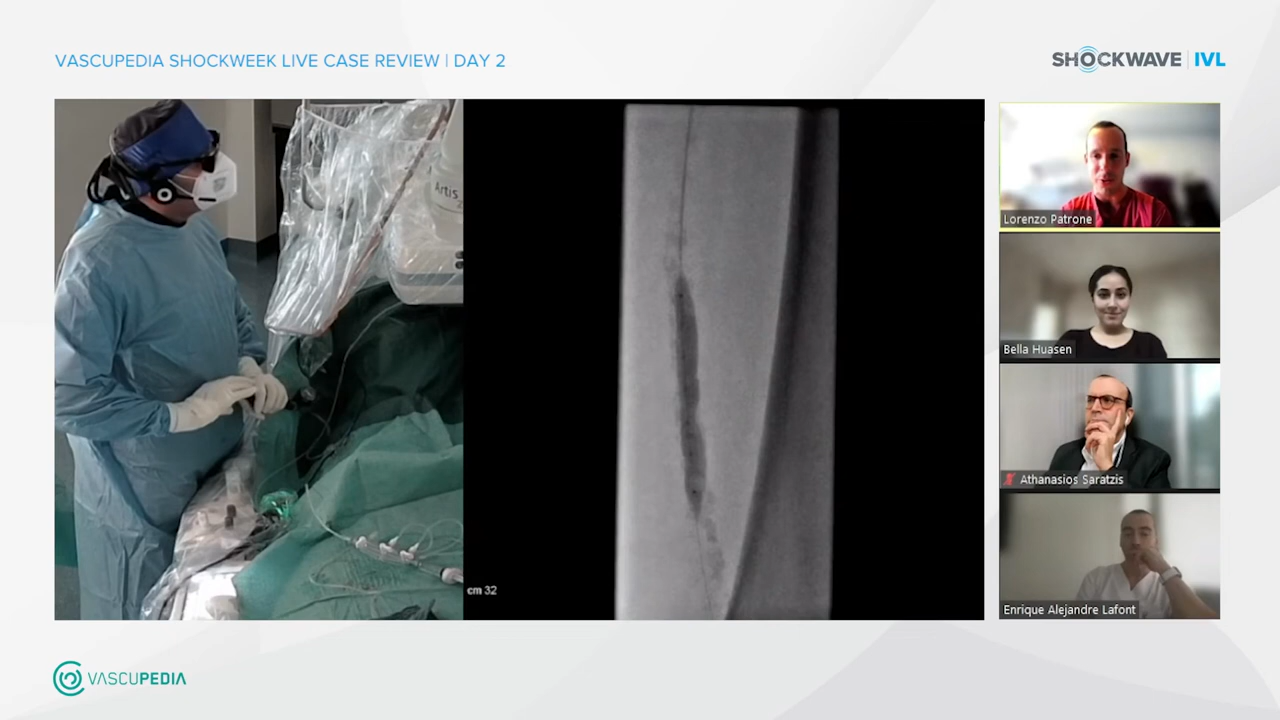 VASCUPEDIA SHOCKWEEK LIVE CASE REVIEW | DAY 2
SHOCKWAVE | IVL
Artis
Lorenzo Patrone
Bella Huasen
Athanasios Saratzis
cm 32
Enrique Alejandre Lafont
VASCUPEDIA